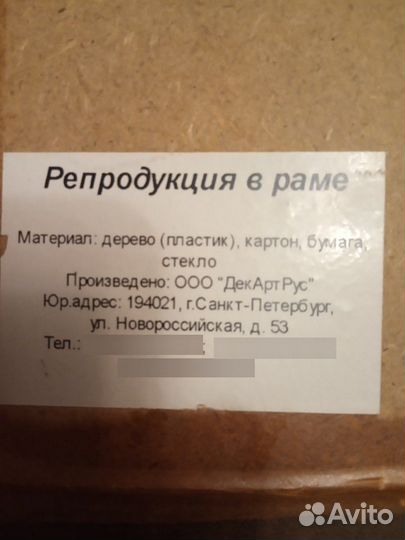 Репродукция в раме
Материал: дерево (пластик), картон, бумага,
стекло
Произведено: ООО "ДекАртРус"
Юр.адрес: 194021, г.Санкт-Петербург,
ул. Новороссийская, д. 53
Тел.: ;
Avito